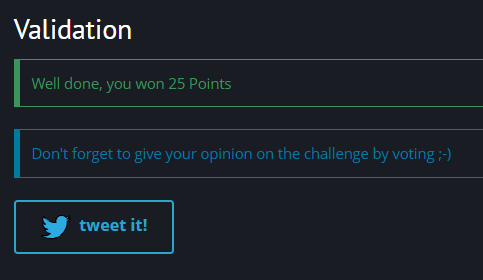 Validation
Well done, you won 25 Points
Don't forget to give your opinion on the challenge by voting ;-)
tweet it!